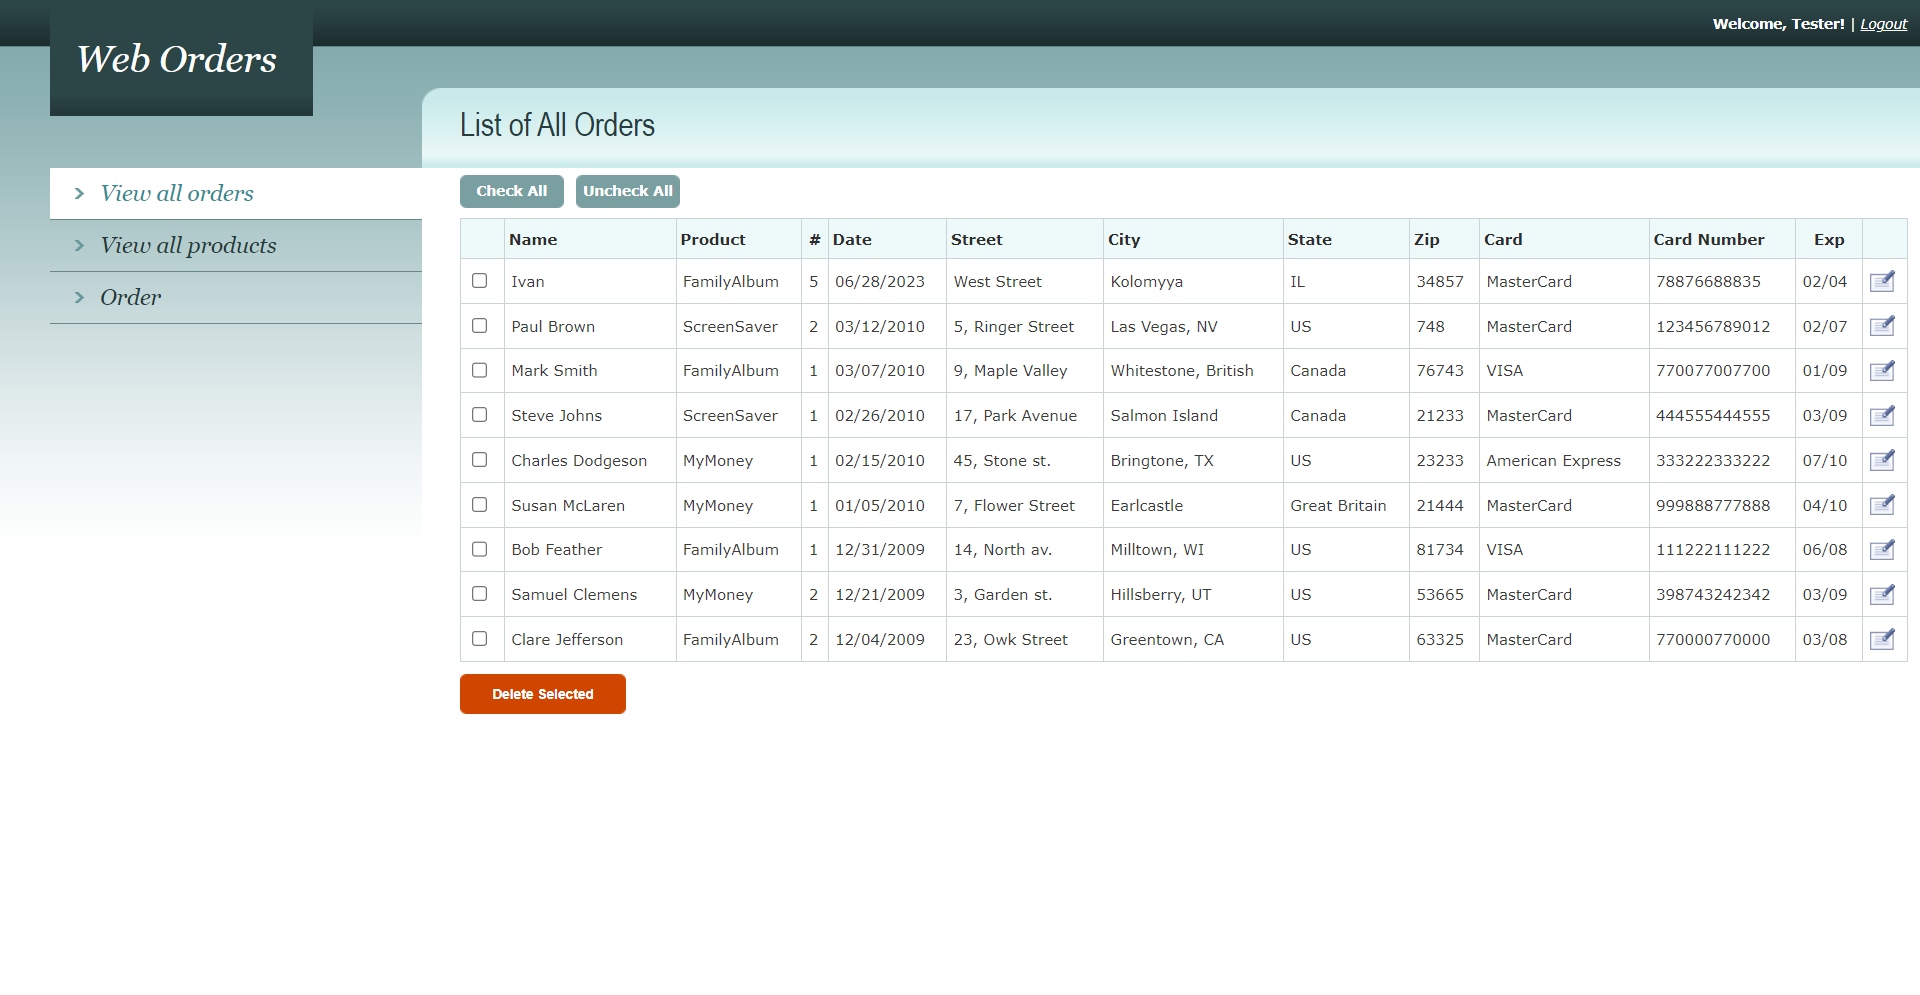 Welcome, Tester! | Logout
Web Orders
List of All Orders
View all orders
View all products
Order
Check All Uncheck All
Name Product # Date Street City State Zip Card Card Number Exp
Ivan FamilyAlbum 5 06/28/2023 West Street Kolomyya IL 34857 MasterCard 78876688835 02/04
Paul Brown ScreenSaver 2 03/12/2010 5, Ringer Street Las Vegas, NV US 748 MasterCard 123456789012 02/07
Mark Smith FamilyAlbum 1 03/07/2010 9, Maple Valley Whitestone, British Canada 76743 VISA 770077007700 01/09
Steve Johns ScreenSaver 1 02/26/2010 17, Park Avenue Salmon Island Canada 21233 MasterCard 444555444555 03/09
Charles Dodgeson MyMoney 1 02/15/2010 45, Stone st. Bringtone, TX US 23233 American Express 333222333222 07/10
Susan McLaren MyMoney 1 01/05/2010 7, Flower Street Earlcastle Great Britain 21444 MasterCard 999888777888 04/10
Bob Feather FamilyAlbum 1 12/31/2009 14, North av. Milltown, WI US 81734 VISA 111222111222 06/08
Samuel Clemens MyMoney 2 12/21/2009 3, Garden st. Hillsberry, UT US 53665 MasterCard 398743242342 03/09
Clare Jefferson FamilyAlbum 2 12/04/2009 23, Owk Street Greentown, CA US 63325 MasterCard 770000770000 03/08
Delete Selected